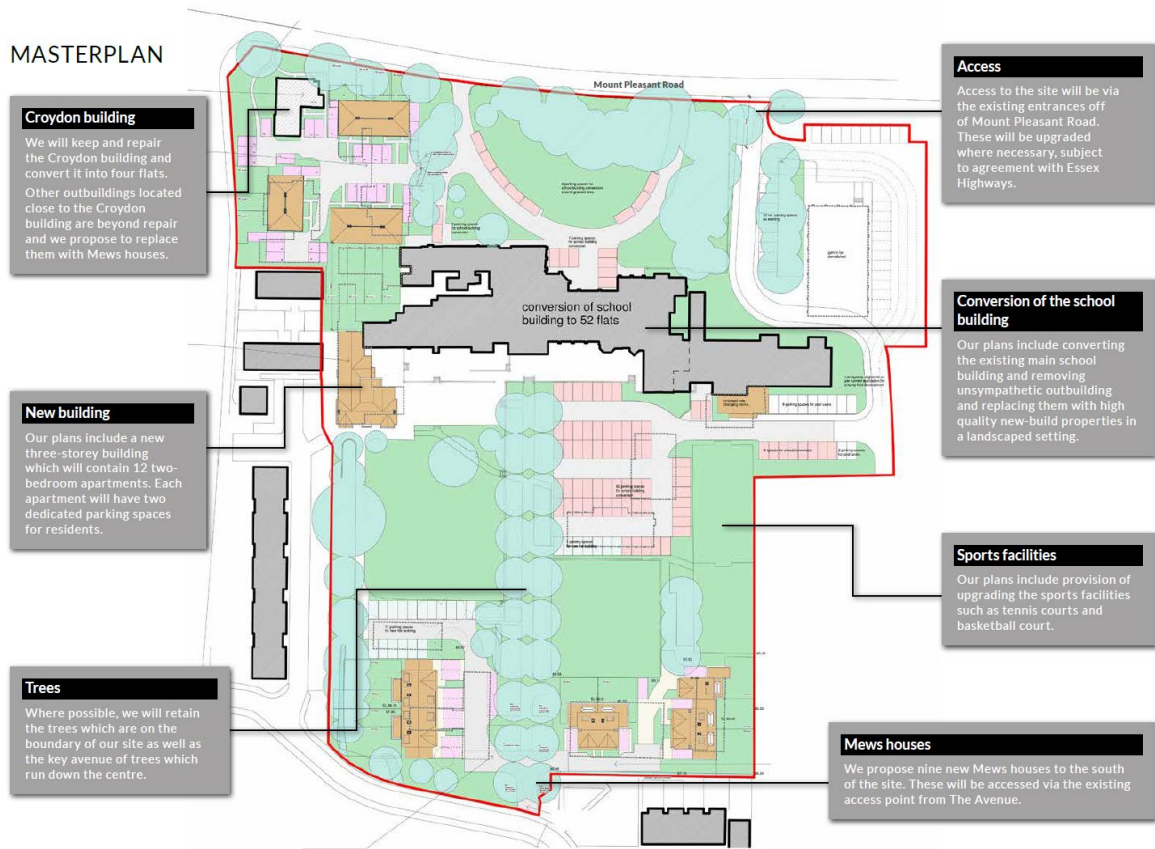 MASTERPLAN
Mount Pleasant Road
Croydon building
We will keep and repair
the Croydon building and
convert it into four flats.
Other outbuildings located
close to the Croydon
building are beyond repair
and we propose to replace
them with Mews houses.
New building
Our plans include a new
three-storey building
which will contain 12 two-
bedroom apartments. Each
apartment will have two
dedicated parking spaces
for residents.
Trees
Where possible, we will retain
the trees which are on the
boundary of our site as well as
the key avenue of trees which
run down the centre.
conversion of school
building to 52 flats
Access
Access to the site will be via
the existing entrances off
of Mount Pleasant Road.
These will be upgraded
where necessary, subject
to agreement with Essex
Highways.
Conversion of the school
building
Our plans include converting
the existing main school
building and removing
unsympathetic outbuilding
and replacing them with high
quality new-build properties in
a landscaped setting.
Sports facilities
Our plans include provision of
upgrading the sports facilities
such as tennis courts and
basketball court.
Mews houses
We propose nine new Mews houses to the south
of the site. These will be accessed via the existing
access point from The Avenue.